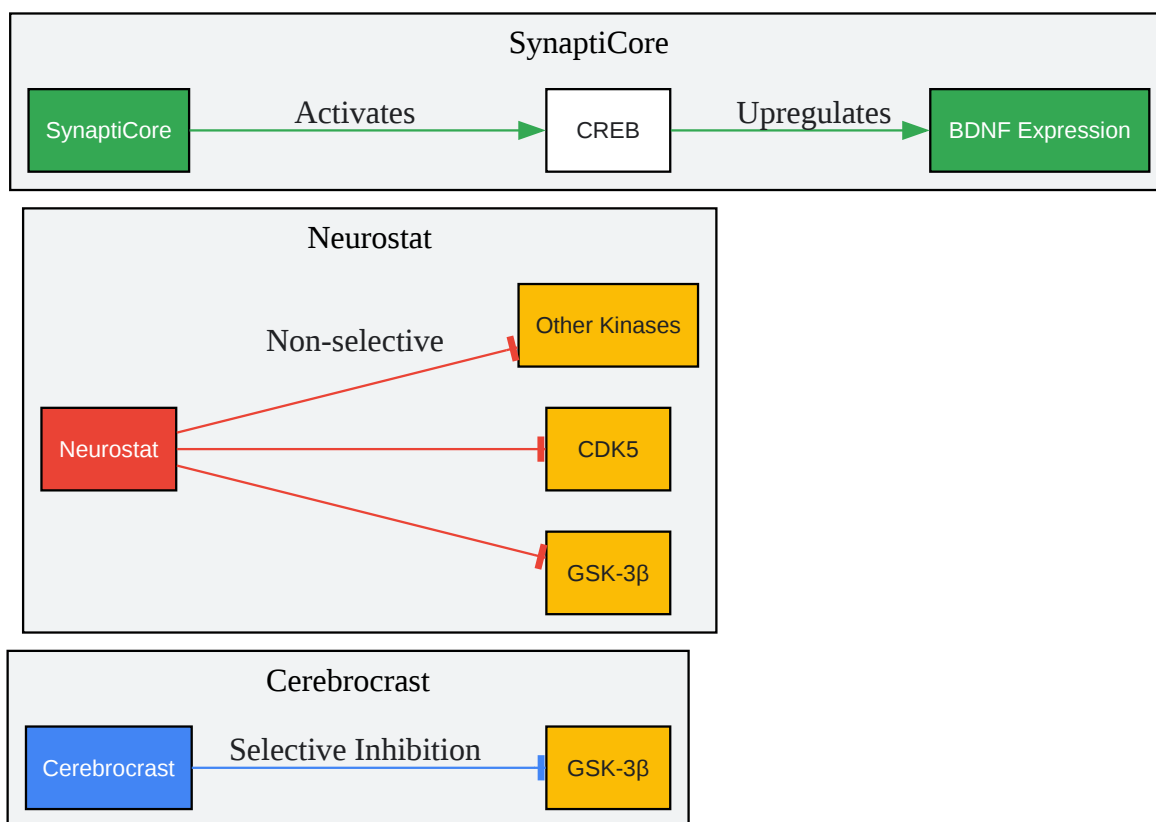 SynaptiCore
SynaptiCore
Activates
CREB
Upregulates
BDNF Expression
Neurostat
Other Kinases
Non-selective
Neurostat
CDK5
GSK-3β
Cerebrocrast
Cerebrocrast
Selective Inhibition
GSK-3β